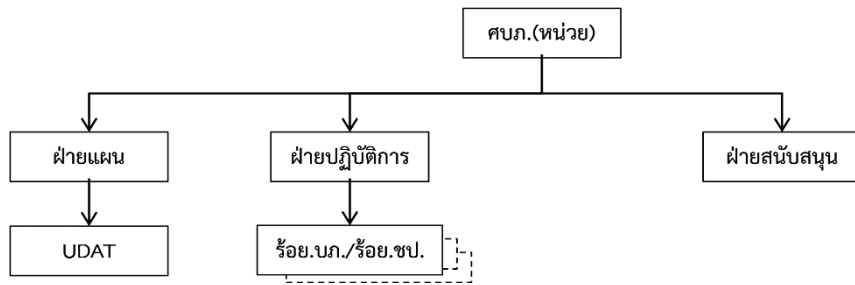 ศบภ.(หน่วย)
ฝ่ายแผน
ฝ่ายปฏิบัติการ
ฝ่ายสนับสนุน
UDAT
ร้อย.บภ./ร้อย.ชป.